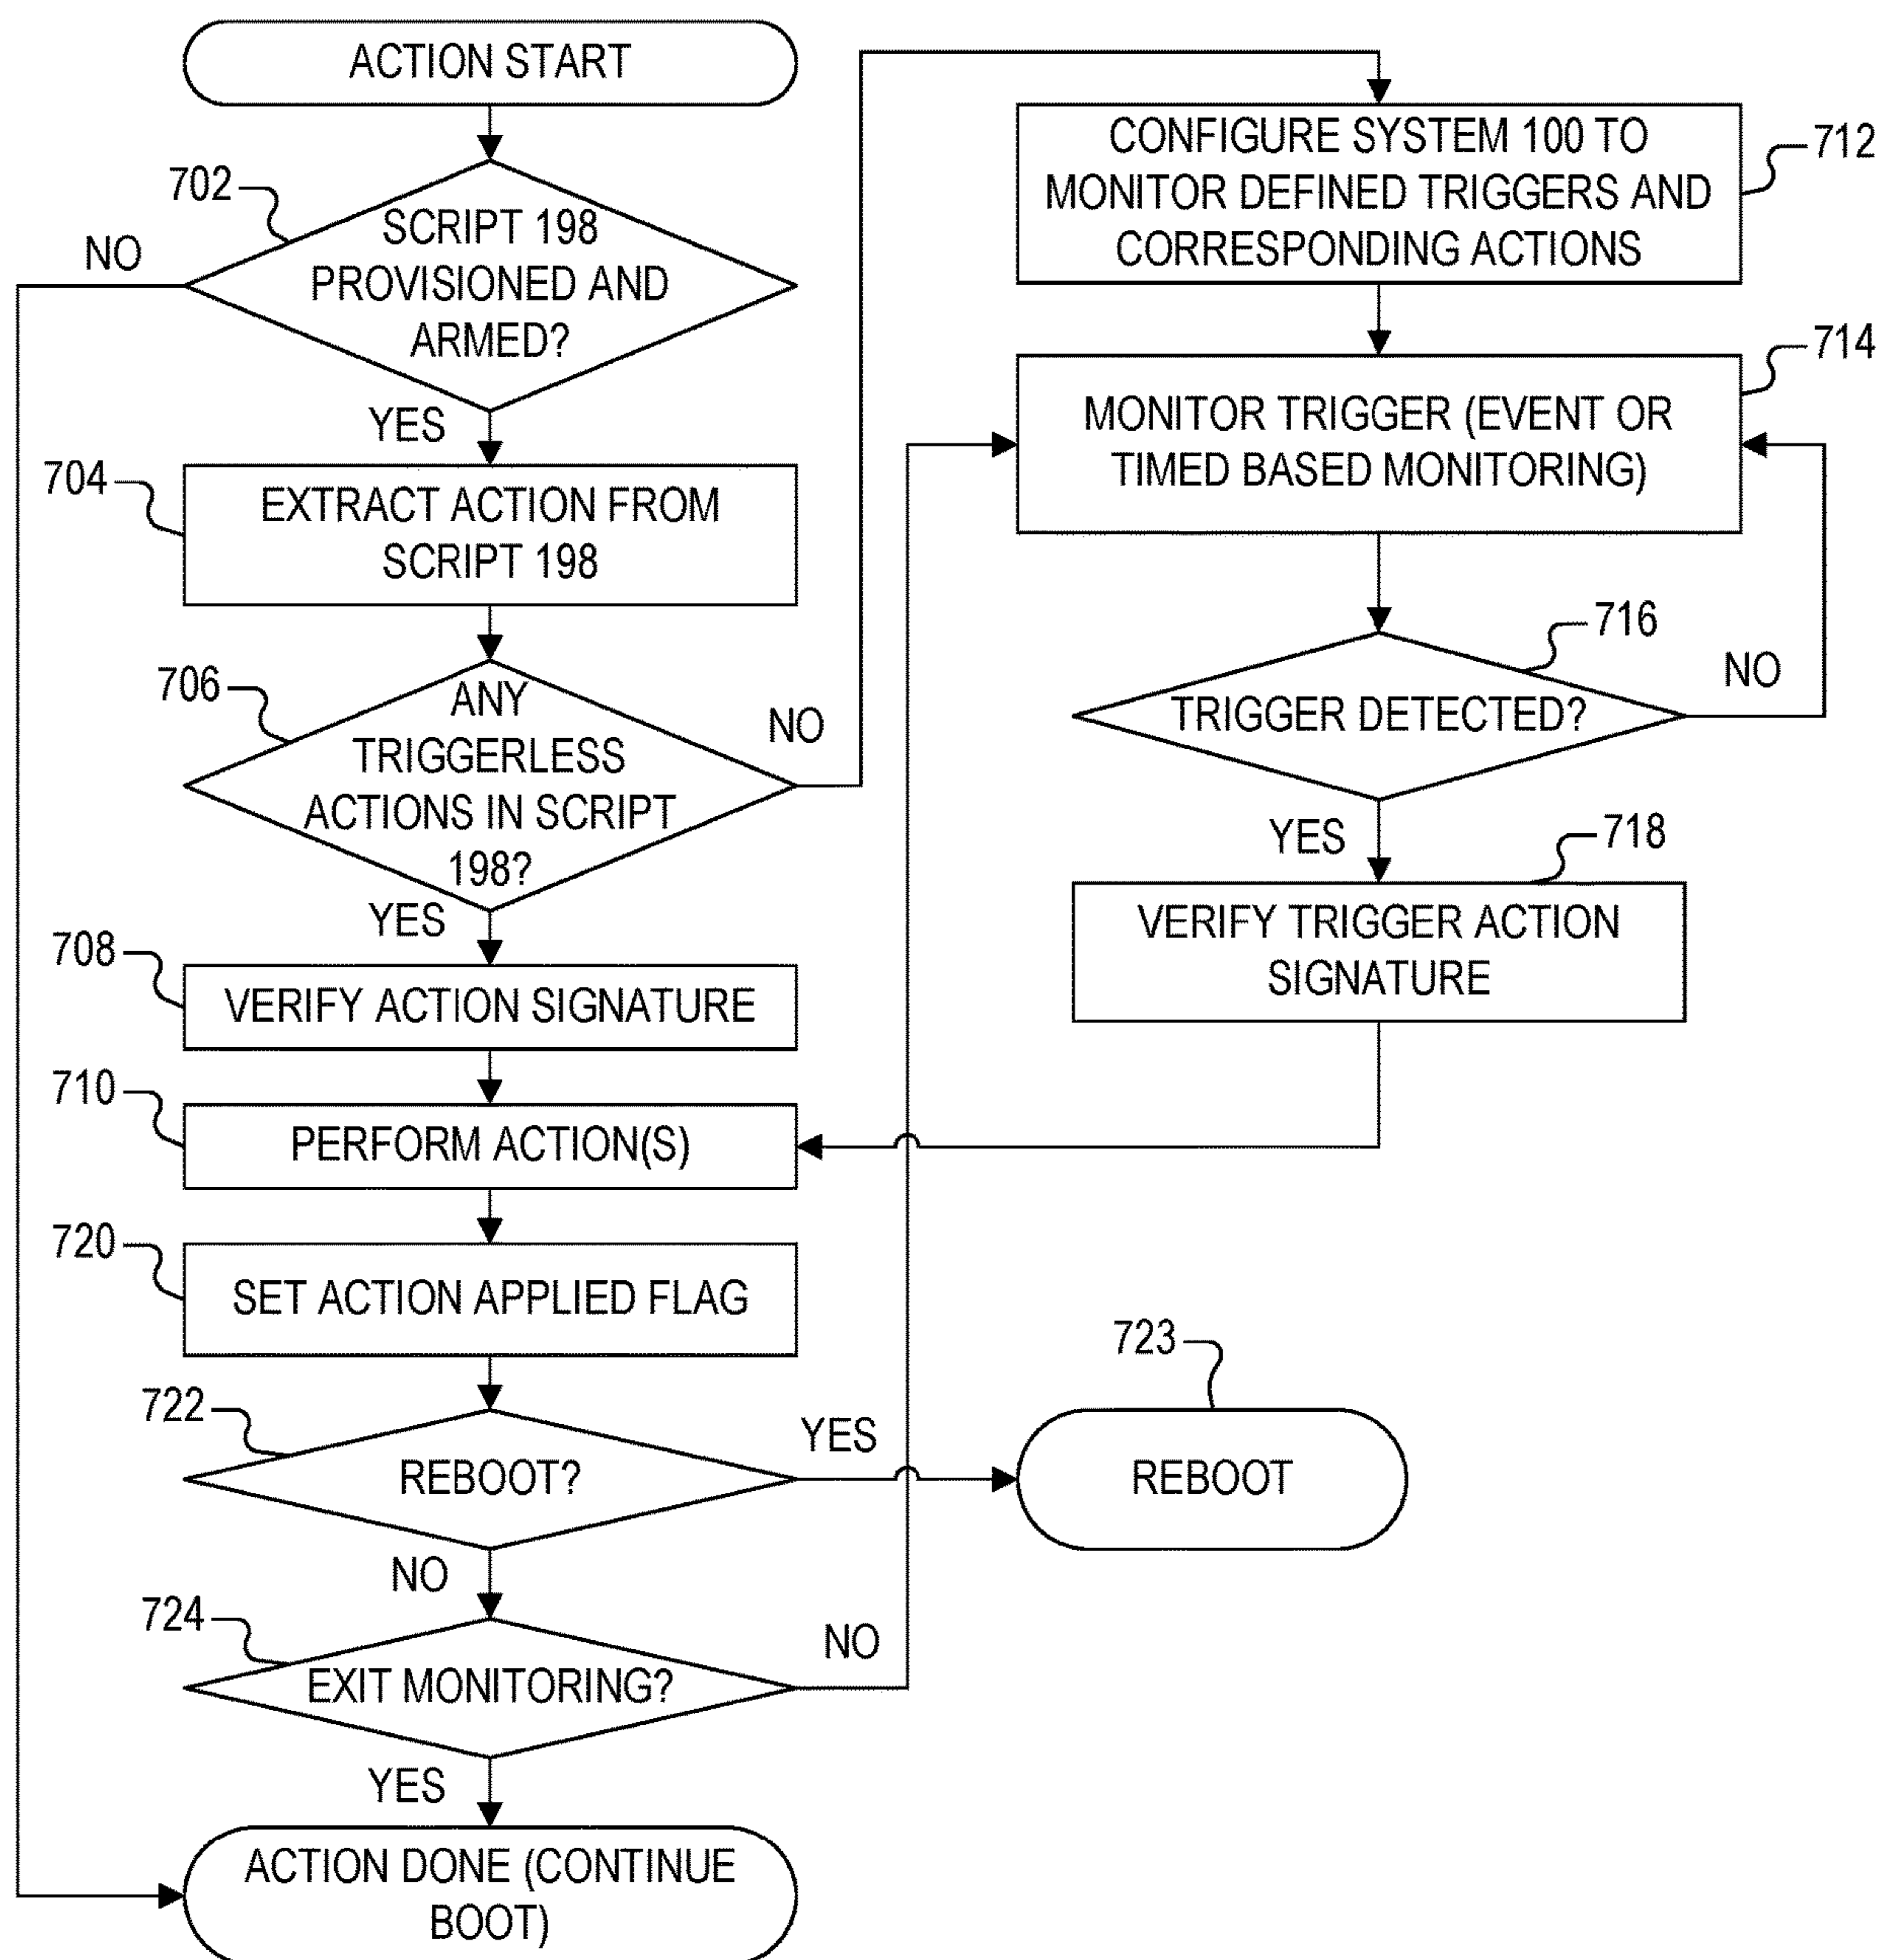 ACTION START
702
SCRIPT 198
PROVISIONED AND
ARMED?
NO
YES
704
EXTRACT ACTION FROM
SCRIPT 198
706
ANY
TRIGGERLESS
ACTIONS IN SCRIPT
198?
NO
YES
708
VERIFY ACTION SIGNATURE
710
PERFORM ACTION(S)
720
SET ACTION APPLIED FLAG
722
REBOOT?
YES
NO
724
EXIT MONITORING?
NO
YES
ACTION DONE (CONTINUE
BOOT)
CONFIGURE SYSTEM 100 TO
MONITOR DEFINED TRIGGERS AND
CORRESPONDING ACTIONS
712
714
MONITOR TRIGGER (EVENT OR
TIMED BASED MONITORING)
716
TRIGGER DETECTED?
NO
YES
718
VERIFY TRIGGER ACTION
SIGNATURE
723
REBOOT